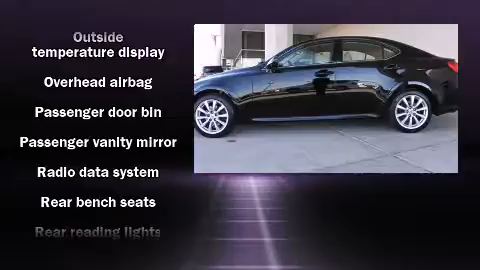 Outside
temperature display
Overhead airbag
Passenger door bin
Passenger vanity mirror
Radio data system
Rear bench seats
Rear reading lights